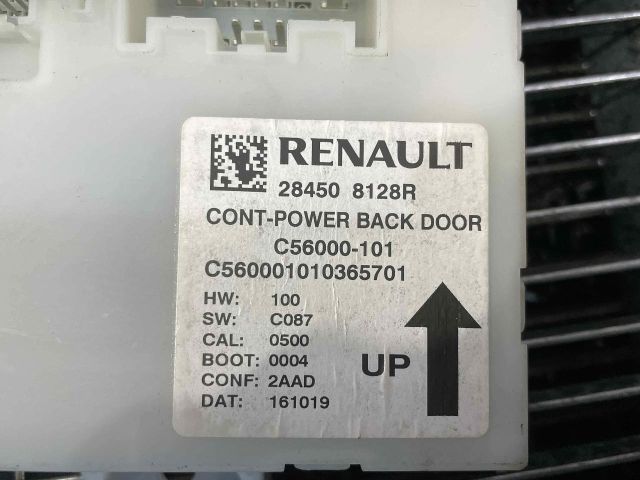 RENAULT
28450 8128R
CONT-POWER BACK DOOR
C56000-101
C560001010365701
HW: 100
SW: C087
CAL: 0500
BOOT: 0004
CONF: 2AAD
DAT: 161019
UP